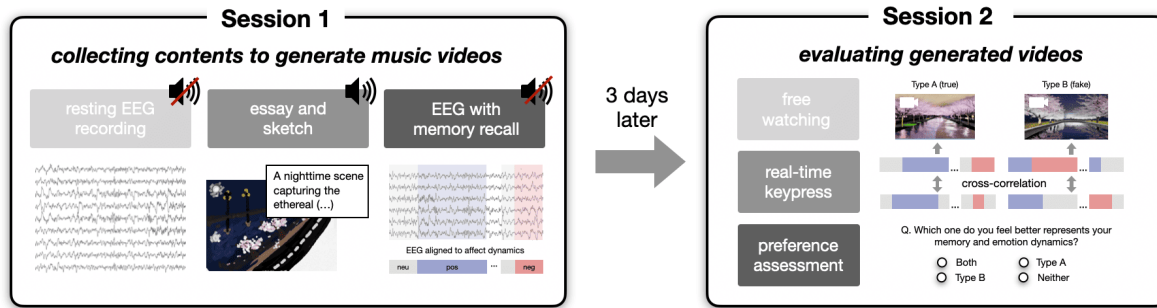 Session 1
collecting contents to generate music videos
resting EEG
recording
essay and
sketch
EEG with
memory recall
A nighttime scene
capturing the
ethereal (…)
EEG aligned to affect dynamics
neu
pos
...
neg
3 days
later
Session 2
evaluating generated videos
free
watching
real-time
keypress
preference
assessment
Type A (true)
Type B (fake)
...
...
cross-correlation
...
...
Q. Which one do you feel better represents your
memory and emotion dynamics?
Both
Type A
Type B
Neither